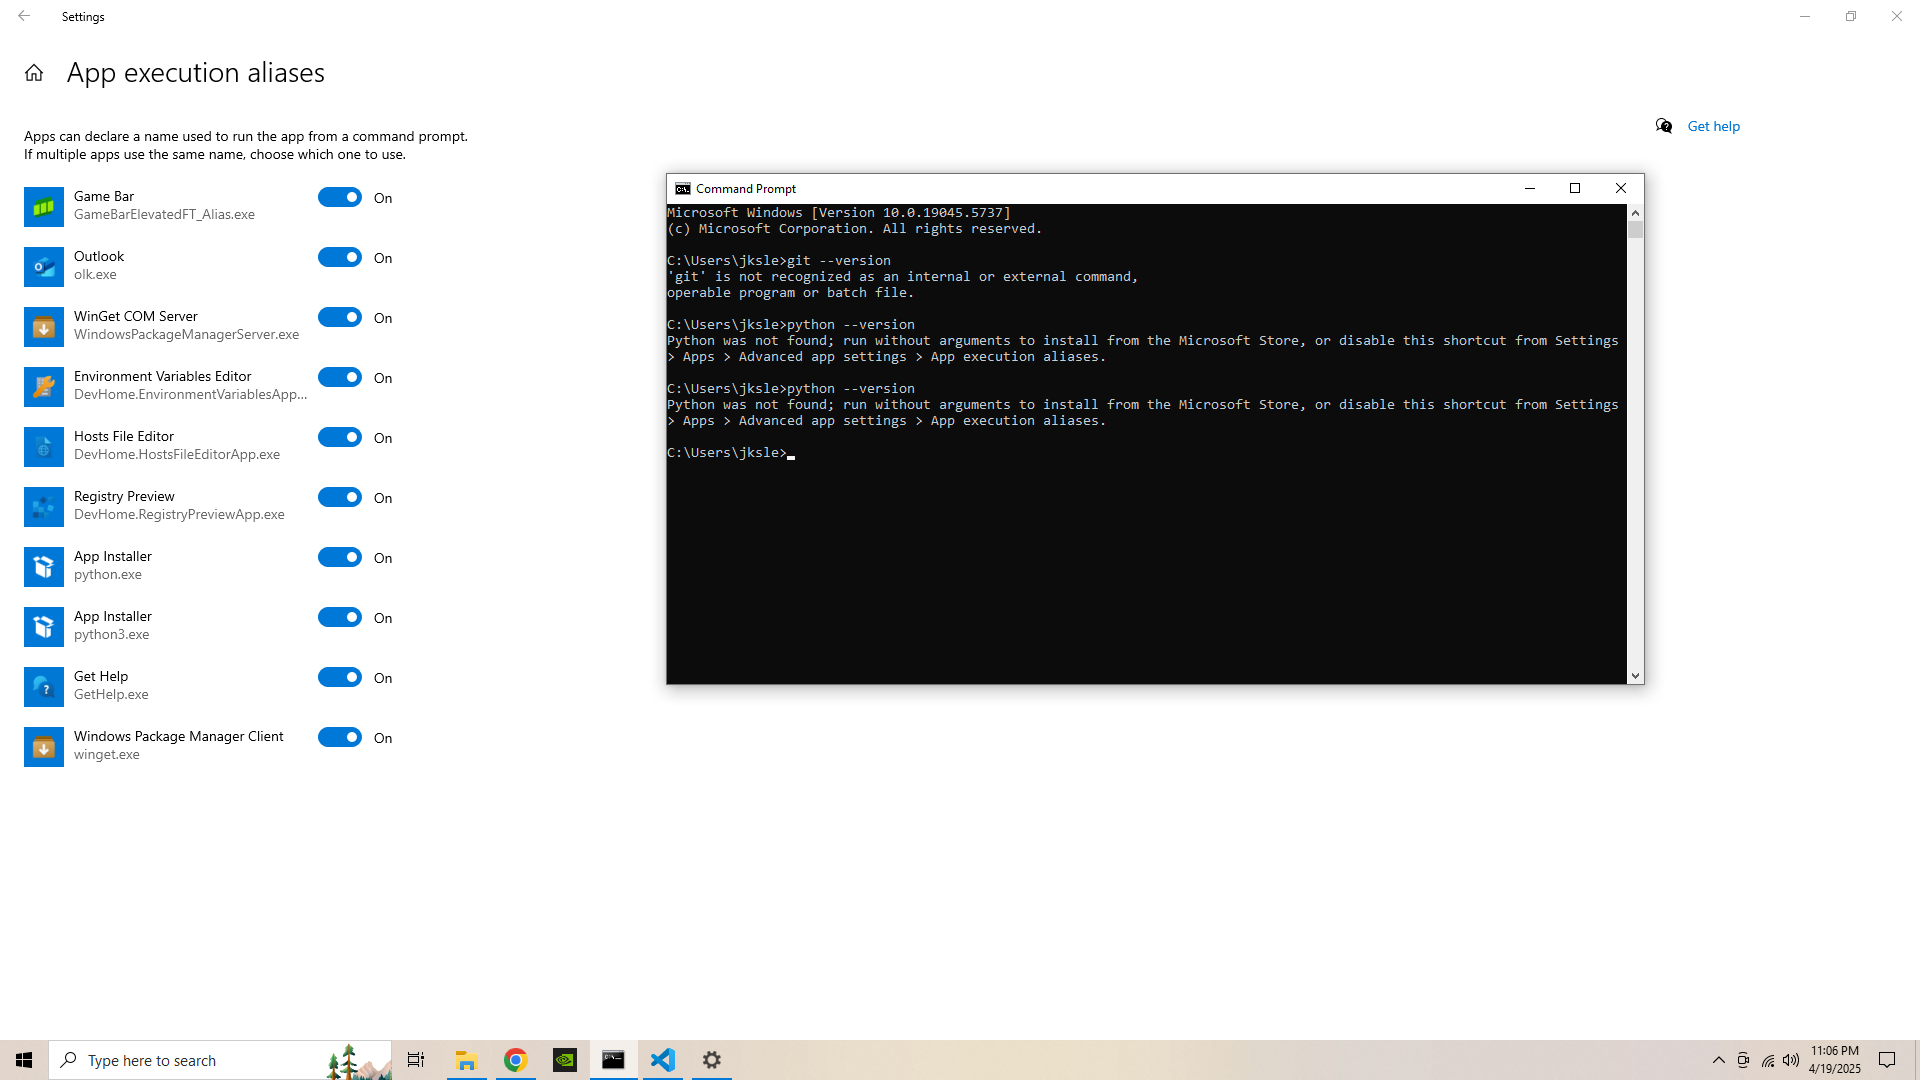 Settings
App execution aliases
Apps can declare a name used to run the app from a command prompt.
If multiple apps use the same name, choose which one to use.
Get help
Game Bar
GameBarElevatedFT_Alias.exe
On
Outlook
olk.exe
On
WinGet COM Server
WindowsPackageManagerServer.exe
On
Environment Variables Editor
DevHome.EnvironmentVariablesApp...
On
Hosts File Editor
DevHome.HostsFileEditorApp.exe
On
Registry Preview
DevHome.RegistryPreviewApp.exe
On
App Installer
python.exe
On
App Installer
python3.exe
On
Get Help
GetHelp.exe
On
Windows Package Manager Client
winget.exe
On
Command Prompt
Microsoft Windows [Version 10.0.19045.5737]
(c) Microsoft Corporation. All rights reserved.
C:\Users\jksle>git --version
'git' is not recognized as an internal or external command,
operable program or batch file.
C:\Users\jksle>python --version
Python was not found; run without arguments to install from the Microsoft Store, or disable this shortcut from Settings
> Apps > Advanced app settings > App execution aliases.
C:\Users\jksle>python --version
Python was not found; run without arguments to install from the Microsoft Store, or disable this shortcut from Settings
> Apps > Advanced app settings > App execution aliases.
C:\Users\jksle>
Type here to search
11:06 PM
4/19/2025